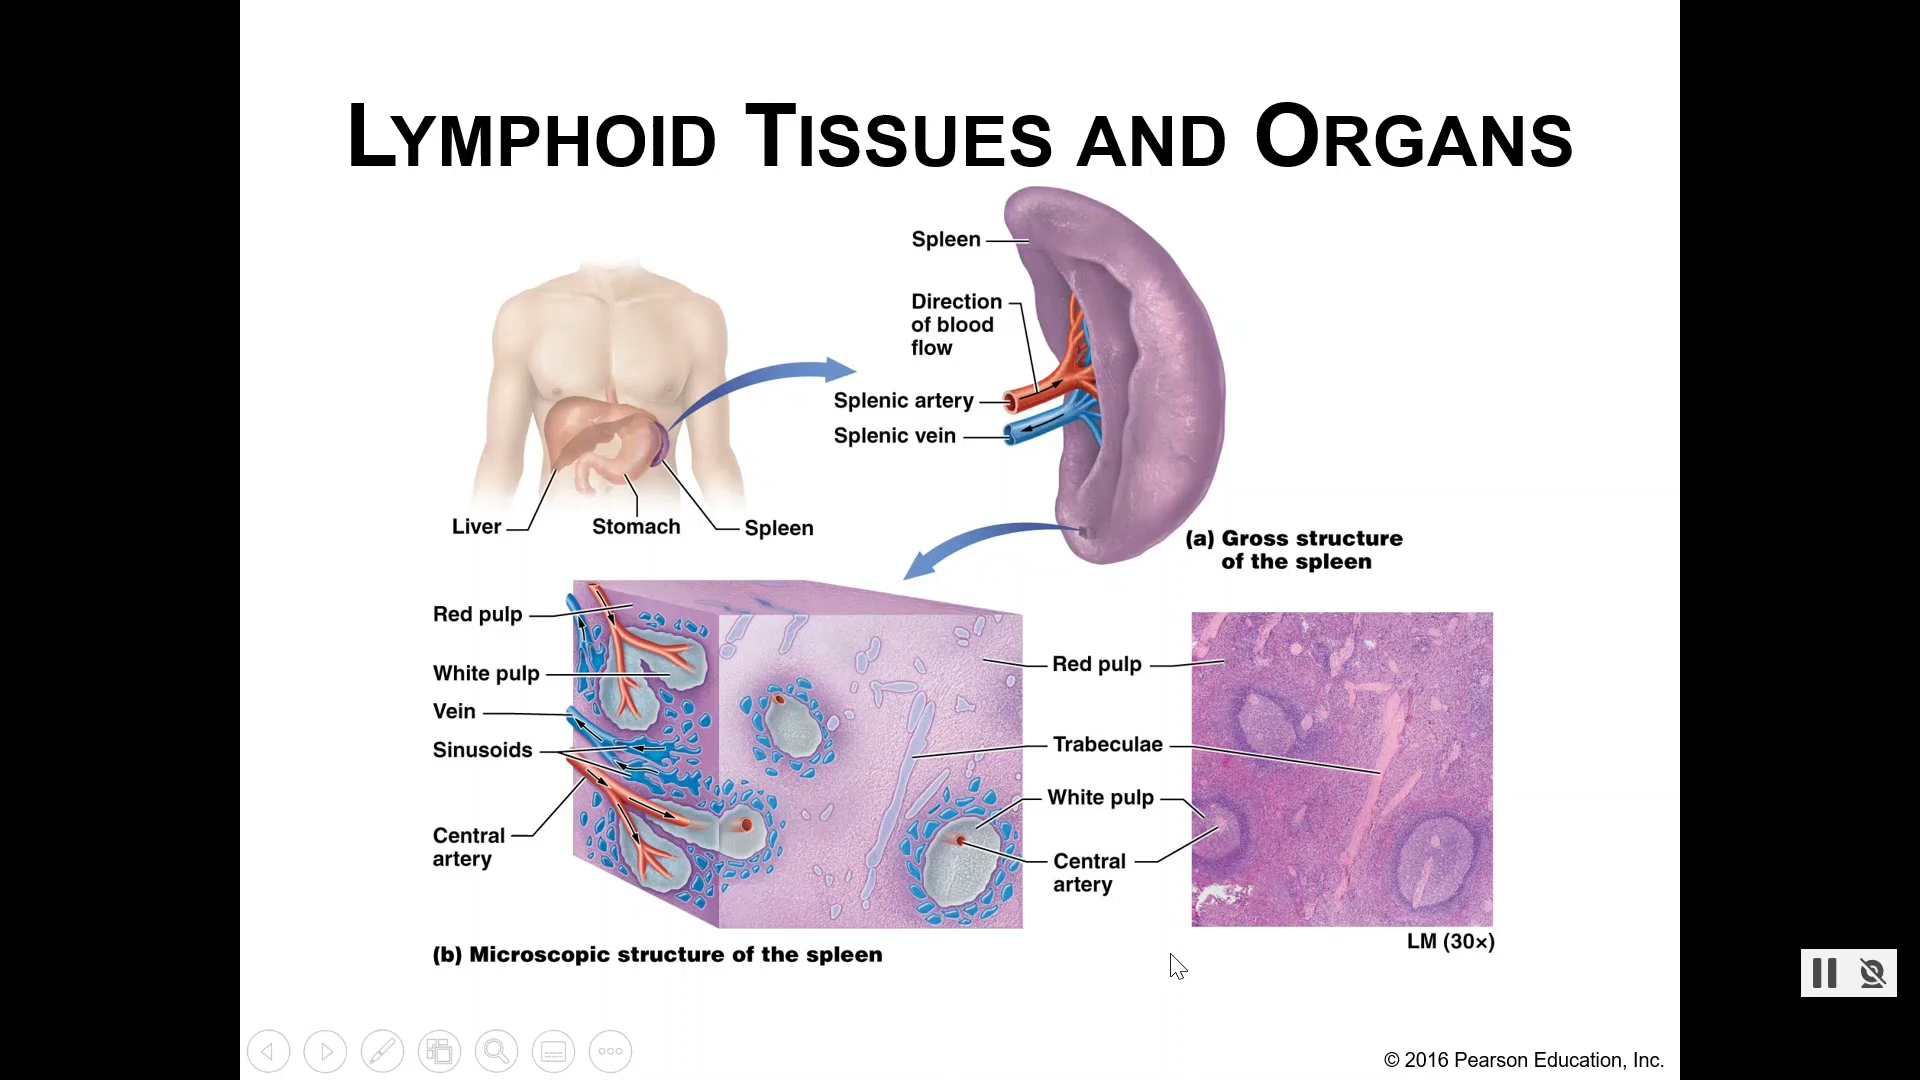 LYMPHOID TISSUES AND ORGANS
Spleen
Direction
of blood
flow
Splenic artery
Splenic vein
Liver
Stomach
Spleen
(a) Gross structure
of the spleen
Red pulp
White pulp
Vein
Sinusoids
Central
artery
Red pulp
Trabeculae
White pulp
Central
artery
LM (30×)
(b) Microscopic structure of the spleen
© 2016 Pearson Education, Inc.